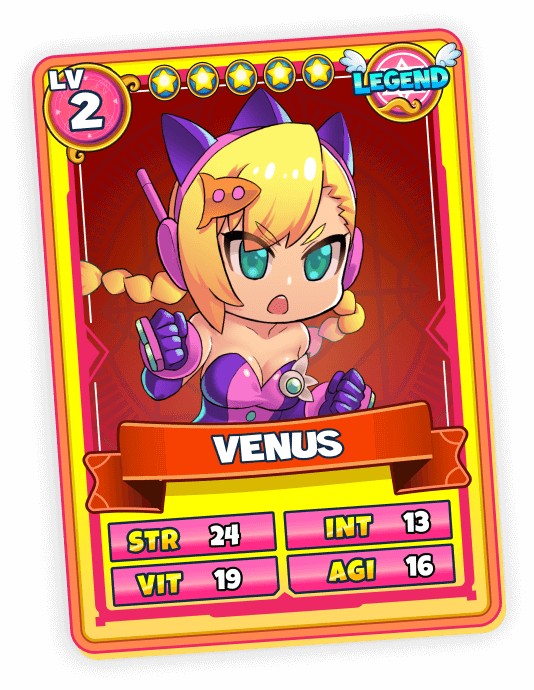 LV
2
LEGEND
VENUS
STR 24
INT 13
VIT 19
AGI 16